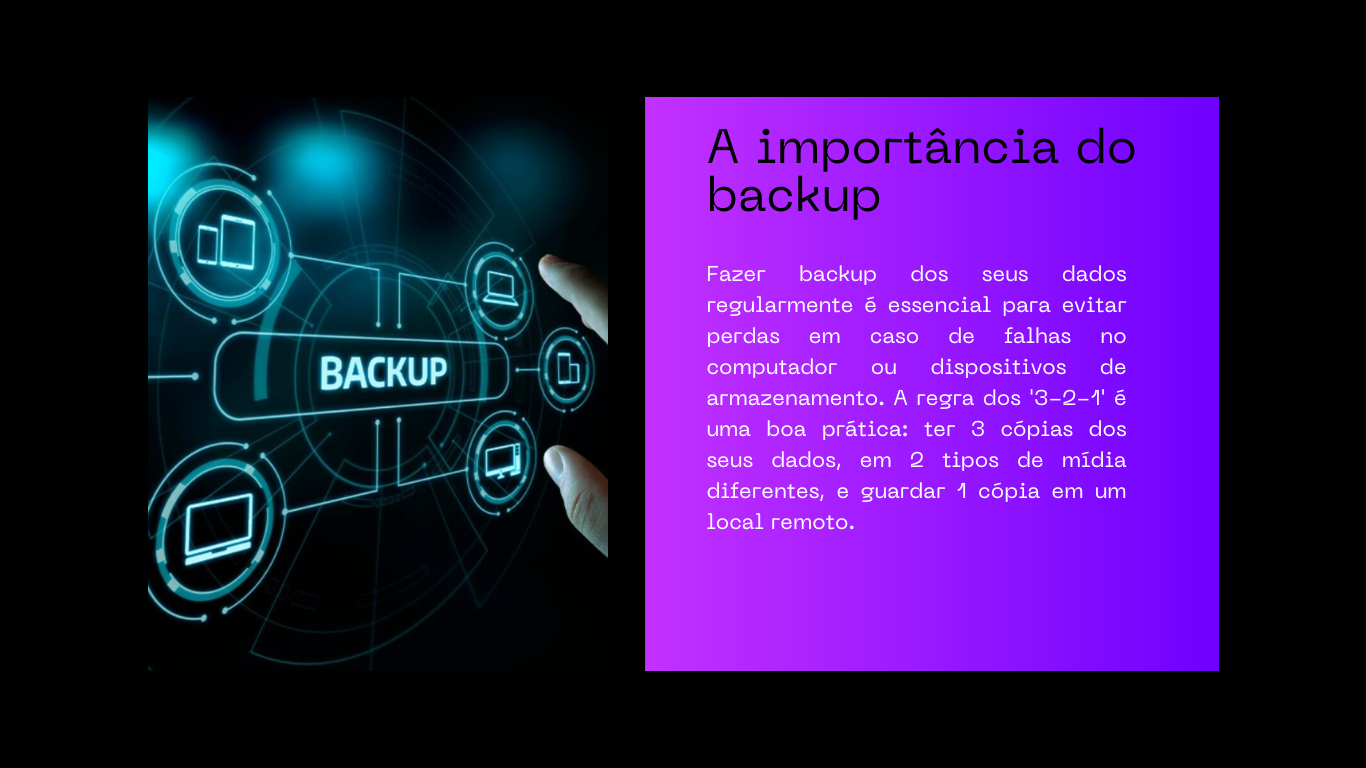 BACKUP
A importância do
backup
Fazer backup dos seus dados
regularmente é essencial para evitar
perdas em caso de falhas no
computador ou dispositivos de
armazenamento. A regra dos '3-2-1' é
uma boa prática: ter 3 cópias dos
seus dados, em 2 tipos de mídia
diferentes, e guardar 1 cópia em um
local remoto.